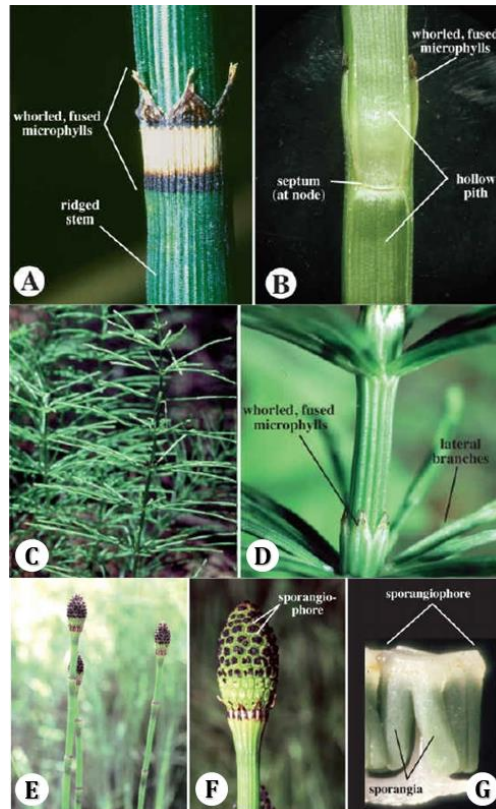 whorled, fused
microphylls
ridged
stem
A
whorled, fused
microphylls
septum
(at node)
hollow
pith
B
C
whorled, fused
microphylls
lateral
branches
D
E
sporangio-
phore
F
sporangiophore
sporangia
G